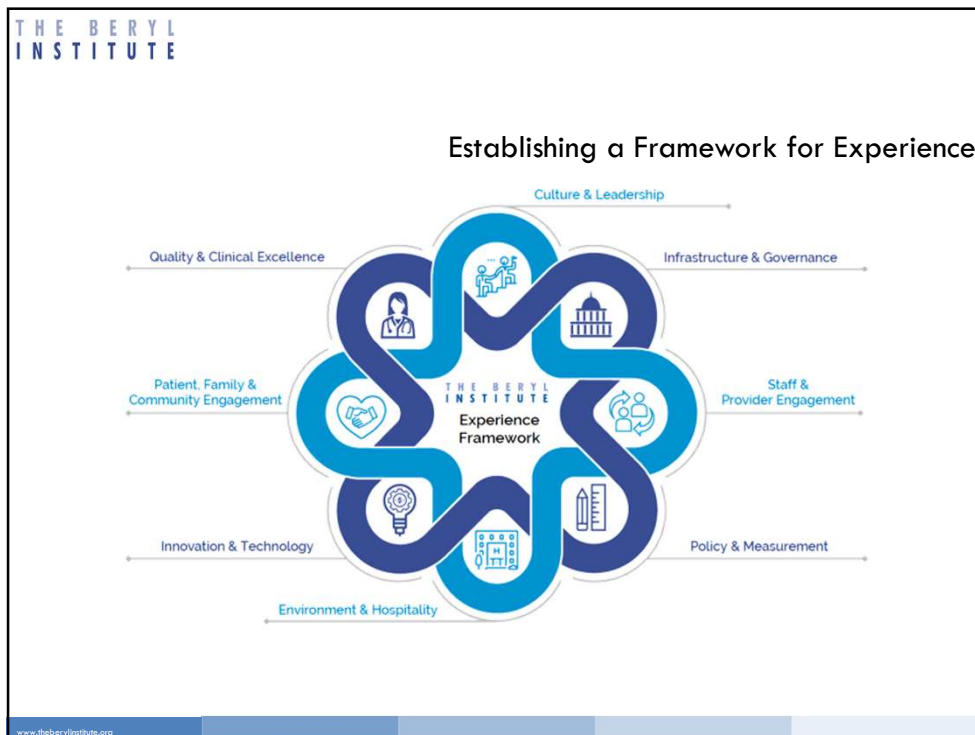 THE BERYL
INSTITUTE
Establishing a Framework for Experience
Culture & Leadership
Quality & Clinical Excellence
Infrastructure & Governance
Patient, Family &
Community Engagement
THE BERYL
INSTITUTE
Experience
Framework
Staff &
Provider Engagement
Innovation & Technology
Policy & Measurement
Environment & Hospitality
H
www.theberylinstitute.org